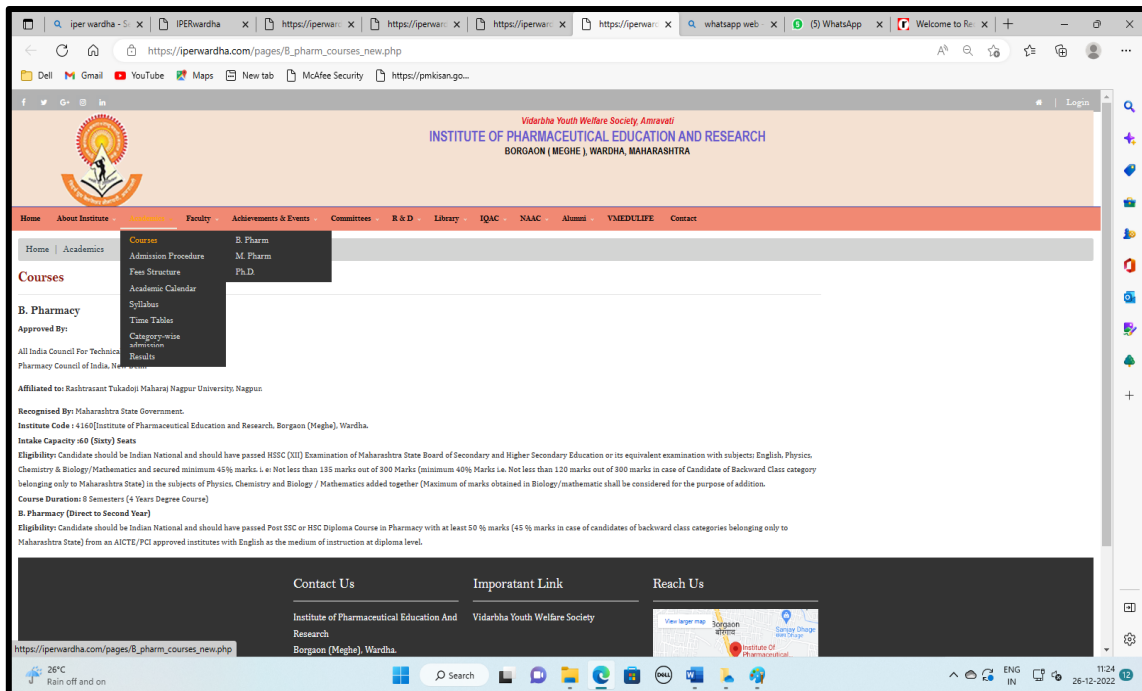 iper wardha - S
IPERwardha
https://iperward
https://iperward
https://iperward
https://iperward
whatsapp web -
(5) WhatsApp
Welcome to Re
https://iperwardha.com/pages/B_pharm_courses_new.php
Dell
Gmail
YouTube
Maps
New tab
McAfee Security
https://pmkisan.go...
Login
Vidarbha Youth Welfare Society, Amravati
INSTITUTE OF PHARMACEUTICAL EDUCATION AND RESEARCH
BORGAON ( MEGHE ), WARDHA, MAHARASHTRA
Home About Institute Academics Faculty Achievements & Events Committees R & D Library IQAC NAAC Alumni VMEDULIFE Contact
Home | Academics
Courses
Admission Procedure
Fees Structure
Academic Calendar
Syllabus
Time Tables
Category-wise
admission
Results
B. Pharm
M. Pharm
Ph.D.
Courses
B. Pharmacy
Approved By:
All India Council For Technica
Pharmacy Council of India, New Delhi
Affiliated to: Rashtrasant Tukadoji Maharaj Nagpur University, Nagpur.
Recognised By: Maharashtra State Government.
Institute Code : 4160[Institute of Pharmaceutical Education and Research, Borgaon (Meghe), Wardha.
Intake Capacity :60 (Sixty) Seats
Eligibility: Candidate should be Indian National and should have passed HSSC (XII) Examination of Maharashtra State Board of Secondary and Higher Secondary Education or its equivalent examination with subjects; English, Physics,
Chemistry & Biology/Mathematics and secured minimum 45% marks. i. e: Not less than 135 marks out of 300 Marks (minimum 40% Marks i.e. Not less than 120 marks out of 300 marks in case of Candidate of Backward Class category
belonging only to Maharashtra State) in the subjects of Physics, Chemistry and Biology / Mathematics added together (Maximum of marks obtained in Biology/mathematic shall be considered for the purpose of addition.
Course Duration: 8 Semesters (4 Years Degree Course)
B. Pharmacy (Direct to Second Year)
Eligibility: Candidate should be Indian National and should have passed Post SSC or HSC Diploma Course in Pharmacy with at least 50 % marks (45 % marks in case of candidates of backward class categories belonging only to
Maharashtra State) from an AICTE/PCI approved institutes with English as the medium of instruction at diploma level.
Contact Us
Institute of Pharmaceutical Education And
Research
Borgaon (Meghe), Wardha.
Imporatant Link
Vidarbha Youth Welfare Society
Reach Us
View larger map
Borgaon
बोरगाव
Sanjay Dhage
Institute Of
Pharmaceutical...
https://iperwardha.com/pages/B_pharm_courses_new.php
26°C
Rain off and on
Search
ENG
IN
11:24
26-12-2022
12